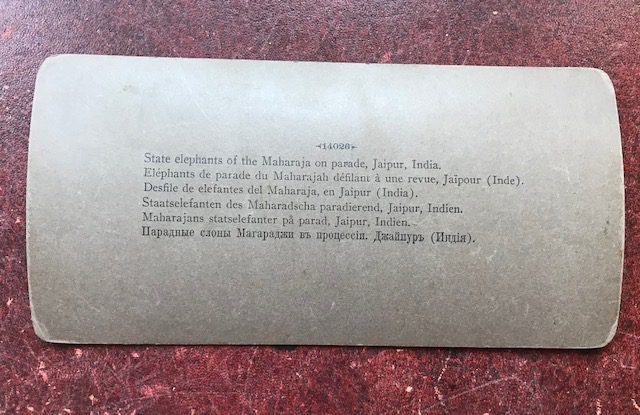 14026
State elephants of the Maharaja on parade, Jaipur, India.
Eléphants de parade du Maharajah défilant à une revue, Jaïpour (Inde).
Desfile de elefantes del Maharaja, en Jaipur (India).
Staatselefanten des Maharadscha paradierend, Jaipur, Indien.
Maharajans statselefanter på parad, Jaipur, Indien.
Парадные слоны Магараджи въ процессіи. Джайпуръ (Индія).